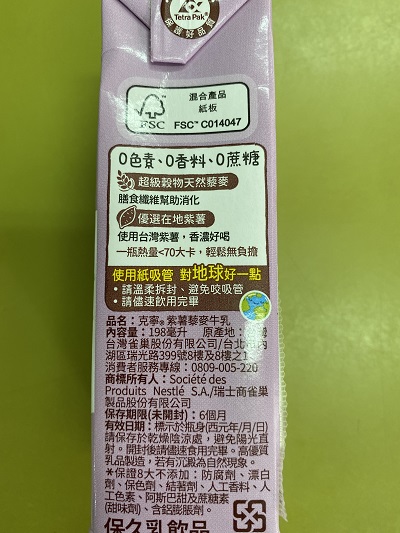 Tetra Pak®
保護好品質
混合產品
紙板
FSC
FSC™ C014047
0色素、0香料、0蔗糖
超級穀物天然藜麥
膳食纖維幫助消化
優選在地紫薯
使用台灣紫薯，香濃好喝
一瓶熱量<70大卡，輕鬆無負擔
使用紙吸管 對地球好一點
・請溫柔拆封、避免咬吸管
・請儘速飲用完畢
品名：克寧® 紫薯藜麥牛乳
內容量：198毫升 原產地：台灣
台灣雀巢股份有限公司/台北市內
湖區瑞光路399號8樓及8樓之1
消費者服務專線：0809-005-220
商標所有人：Société des
Produits Nestlé S.A./瑞士商雀巢
製品股份有限公司
保存期限(未開封)：6個月
有效日期：標示於瓶身(西元年/月/日)
請保存於乾燥陰涼處，避免陽光直
射。開封後請儘速食用完畢。高優質
乳品製造，若有沉澱為自然現象。
*保證8大不添加：防腐劑、漂白
劑、保色劑、結著劑、人工香料、人
工色素、阿斯巴甜及蔗糖素
(甜味劑)、含鋁膨脹劑。
保久乳飲品